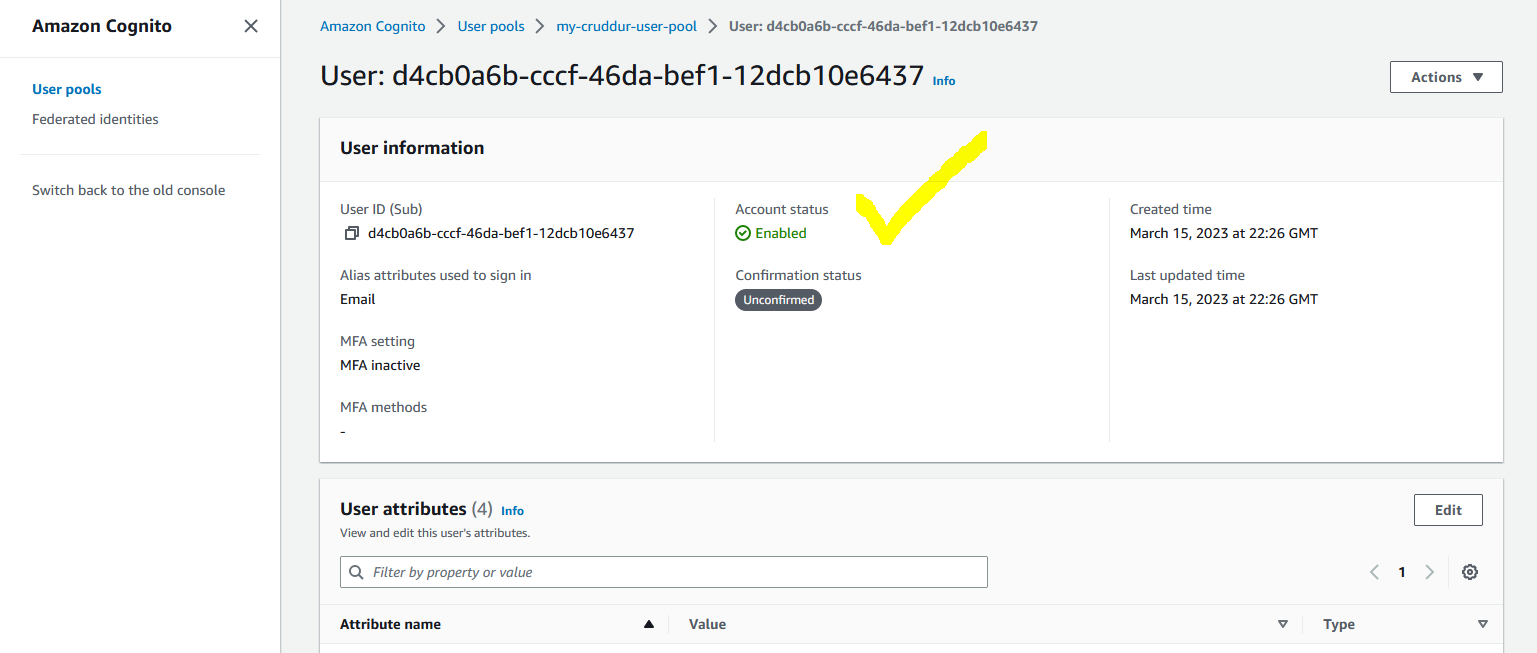 Amazon Cognito
User pools
Federated identities
Switch back to the old console
Amazon Cognito > User pools > my-cruddur-user-pool > User: d4cb0a6b-cccf-46da-bef1-12dcb10e6437
User: d4cb0a6b-cccf-46da-bef1-12dcb10e6437 Info
Actions
User information
User ID (Sub)
d4cb0a6b-cccf-46da-bef1-12dcb10e6437
Alias attributes used to sign in
Email
MFA setting
MFA inactive
MFA methods
-
Account status
Enabled
Confirmation status
Unconfirmed
Created time
March 15, 2023 at 22:26 GMT
Last updated time
March 15, 2023 at 22:26 GMT
User attributes (4) Info
View and edit this user's attributes.
Edit
Filter by property or value
1
Attribute name Value Type